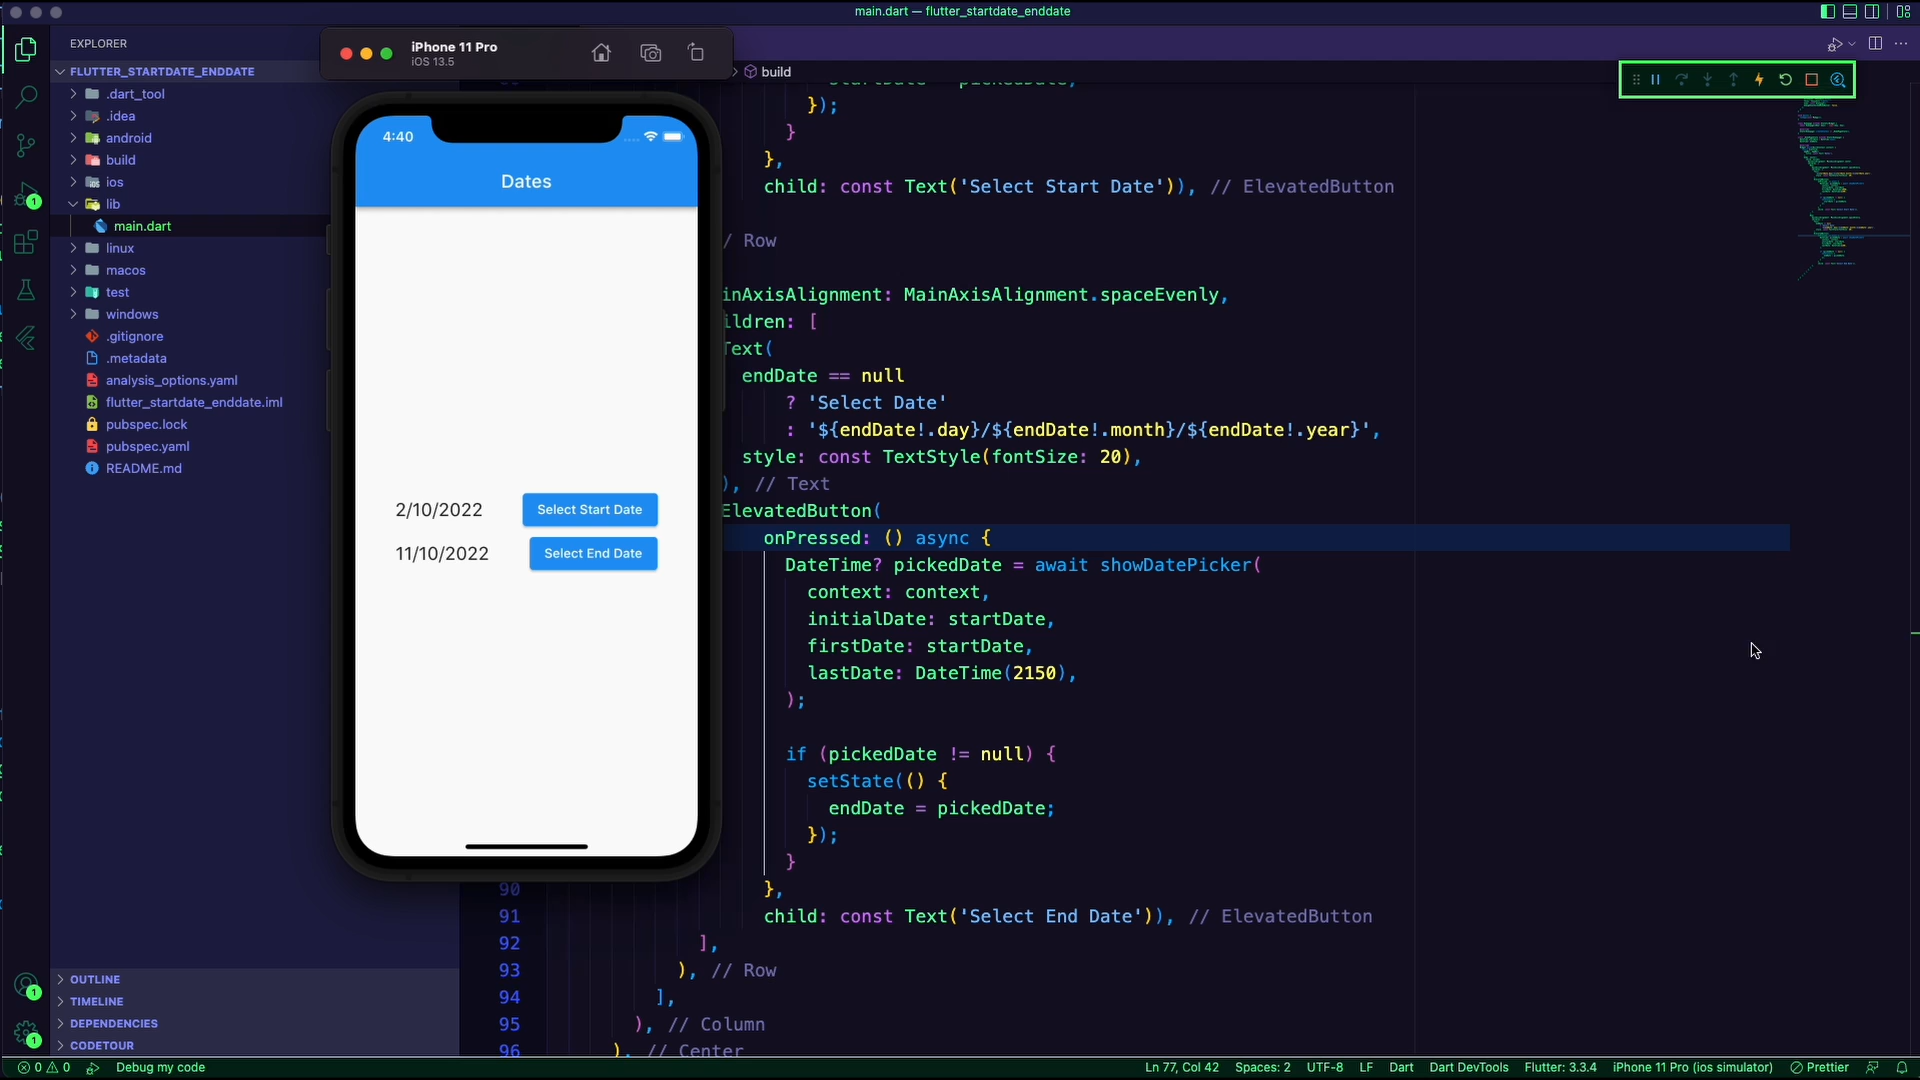 main.dart — flutter_startdate_enddate
EXPLORER
FLUTTER_STARTDATE_ENDDATE
.dart_tool
.idea
android
build
ios
lib
main.dart
linux
macos
test
windows
.gitignore
.metadata
analysis_options.yaml
flutter_startdate_enddate.iml
pubspec.lock
pubspec.yaml
README.md
OUTLINE
TIMELINE
DEPENDENCIES
CODETOUR
iPhone 11 Pro
iOS 13.5
4:40
Dates
2/10/2022
Select Start Date
11/10/2022
Select End Date
build
});
}
},
child: const Text('Select Start Date')), // ElevatedButton
/ Row
inAxisAlignment: MainAxisAlignment.spaceEvenly,
ildren: [
Text(
endDate == null
? 'Select Date'
: '${endDate!.day}/${endDate!.month}/${endDate!.year}',
style: const TextStyle(fontSize: 20),
), // Text
ElevatedButton(
onPressed: () async {
DateTime? pickedDate = await showDatePicker(
context: context,
initialDate: startDate,
firstDate: startDate,
lastDate: DateTime(2150),
);
if (pickedDate != null) {
setState(() {
endDate = pickedDate;
});
}
90 },
91 child: const Text('Select End Date')), // ElevatedButton
92 ],
93 ), // Row
94 ],
95 ), // Column
96 ), // Center
1
1
1
0 0 Debug my code
Ln 77, Col 42 Spaces: 2 UTF-8 LF Dart Dart DevTools Flutter: 3.3.4 iPhone 11 Pro (ios simulator) Prettier